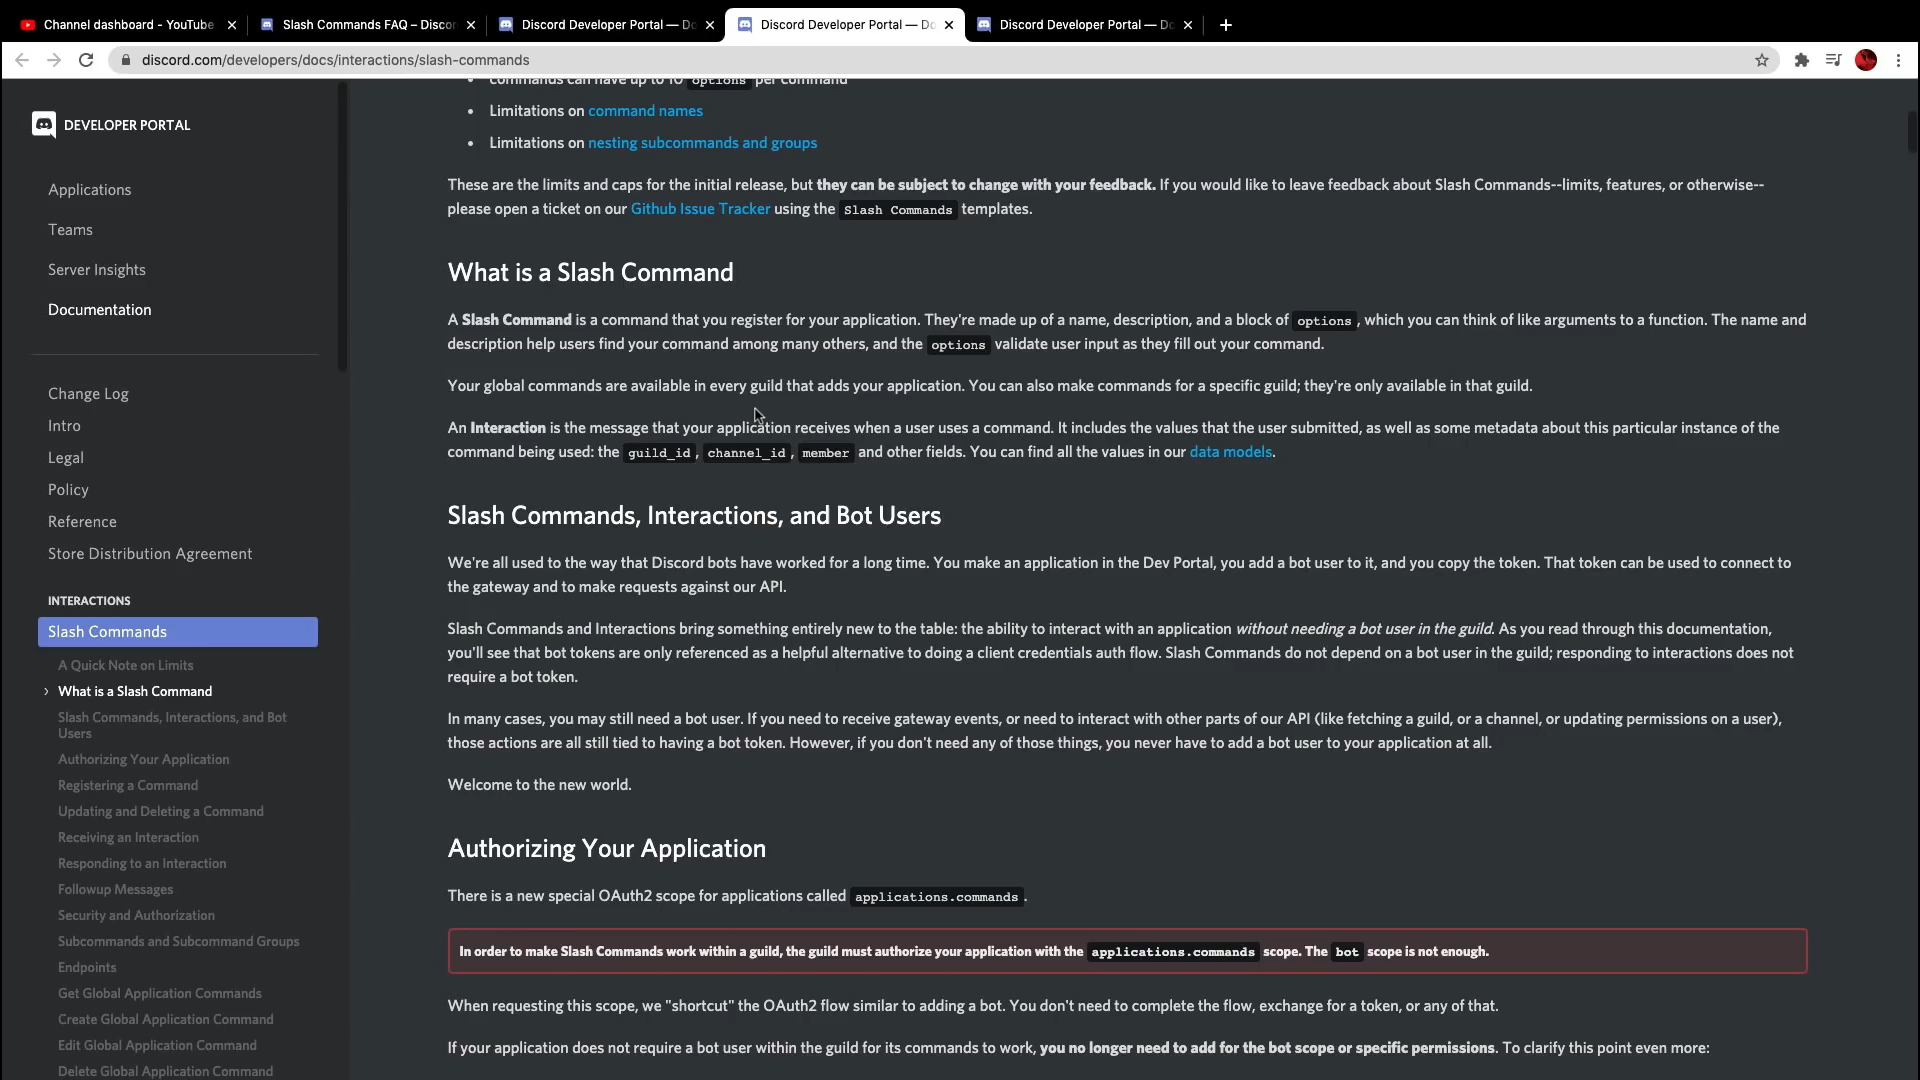 Channel dashboard - YouTube
Slash Commands FAQ – Discor
Discord Developer Portal — Do
Discord Developer Portal — Do
Discord Developer Portal — Do
discord.com/developers/docs/interactions/slash-commands
DEVELOPER PORTAL
Applications
Teams
Server Insights
Documentation
Change Log
Intro
Legal
Policy
Reference
Store Distribution Agreement
INTERACTIONS
Slash Commands
A Quick Note on Limits
What is a Slash Command
Slash Commands, Interactions, and Bot
Users
Authorizing Your Application
Registering a Command
Updating and Deleting a Command
Receiving an Interaction
Responding to an Interaction
Followup Messages
Security and Authorization
Subcommands and Subcommand Groups
Endpoints
Get Global Application Commands
Create Global Application Command
Edit Global Application Command
Delete Global Application Command
commands can have up to 10 options per command
Limitations on command names
Limitations on nesting subcommands and groups
These are the limits and caps for the initial release, but they can be subject to change with your feedback. If you would like to leave feedback about Slash Commands--limits, features, or otherwise--
please open a ticket on our Github Issue Tracker using the Slash Commands templates.
What is a Slash Command
A Slash Command is a command that you register for your application. They're made up of a name, description, and a block of options, which you can think of like arguments to a function. The name and
description help users find your command among many others, and the options validate user input as they fill out your command.
Your global commands are available in every guild that adds your application. You can also make commands for a specific guild; they're only available in that guild.
An Interaction is the message that your application receives when a user uses a command. It includes the values that the user submitted, as well as some metadata about this particular instance of the
command being used: the guild_id, channel_id, member and other fields. You can find all the values in our data models.
Slash Commands, Interactions, and Bot Users
We're all used to the way that Discord bots have worked for a long time. You make an application in the Dev Portal, you add a bot user to it, and you copy the token. That token can be used to connect to
the gateway and to make requests against our API.
Slash Commands and Interactions bring something entirely new to the table: the ability to interact with an application without needing a bot user in the guild. As you read through this documentation,
you'll see that bot tokens are only referenced as a helpful alternative to doing a client credentials auth flow. Slash Commands do not depend on a bot user in the guild; responding to interactions does not
require a bot token.
In many cases, you may still need a bot user. If you need to receive gateway events, or need to interact with other parts of our API (like fetching a guild, or a channel, or updating permissions on a user),
those actions are all still tied to having a bot token. However, if you don't need any of those things, you never have to add a bot user to your application at all.
Welcome to the new world.
Authorizing Your Application
There is a new special OAuth2 scope for applications called applications.commands.
In order to make Slash Commands work within a guild, the guild must authorize your application with the applications.commands scope. The bot scope is not enough.
When requesting this scope, we "shortcut" the OAuth2 flow similar to adding a bot. You don't need to complete the flow, exchange for a token, or any of that.
If your application does not require a bot user within the guild for its commands to work, you no longer need to add for the bot scope or specific permissions. To clarify this point even more: